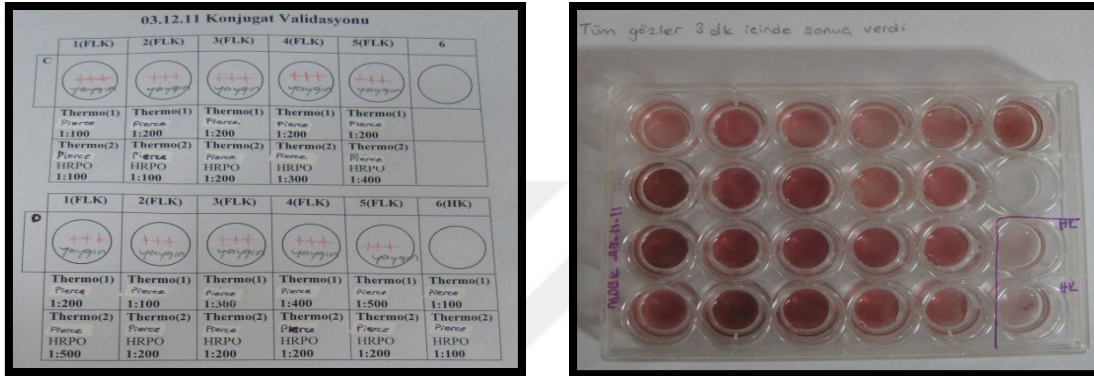 03.12.11 Konjugat Validasyonu
1(FLK) 2(FLK) 3(FLK) 4(FLK) 5(FLK) 6
C +++ +++ +++ +++ +++
yaygın yaygın yaygın yaygın yaygın
Thermo(1) Thermo(1) Thermo(1) Thermo(1) Thermo(1)
Pierce Pierce Pierce Pierce Pierce
1:100 1:200 1:200 1:200 1:200
Thermo(2) Thermo(2) Thermo(2) Thermo(2) Thermo(2)
Pierce Pierce Pierce Pierce Pierce
HRPO HRPO HRPO HRPO HRPO
1:100 1:100 1:200 1:300 1:400
1(FLK) 2(FLK) 3(FLK) 4(FLK) 5(FLK) 6(HK)
D +++ +++ +++ +++ +++
yaygın yaygın yaygın yaygın yaygın
Thermo(1) Thermo(1) Thermo(1) Thermo(1) Thermo(1) Thermo(1)
Pierce Pierce Pierce Pierce Pierce Pierce
1:200 1:100 1:300 1:400 1:500 1:100
Thermo(2) Thermo(2) Thermo(2) Thermo(2) Thermo(2) Thermo(2)
Pierce Pierce Pierce Pierce Pierce Pierce
HRPO HRPO HRPO HRPO HRPO HRPO
1:500 1:200 1:200 1:200 1:200 1:100
Tüm gözler 3 dk içinde sonuç verdi
HK
HK